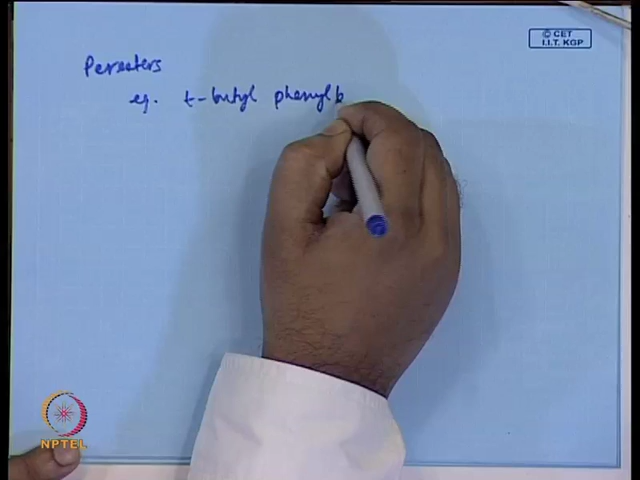 © CET
I.I.T. KGP
Peresters
eg. t-butyl phenylp
NPTEL